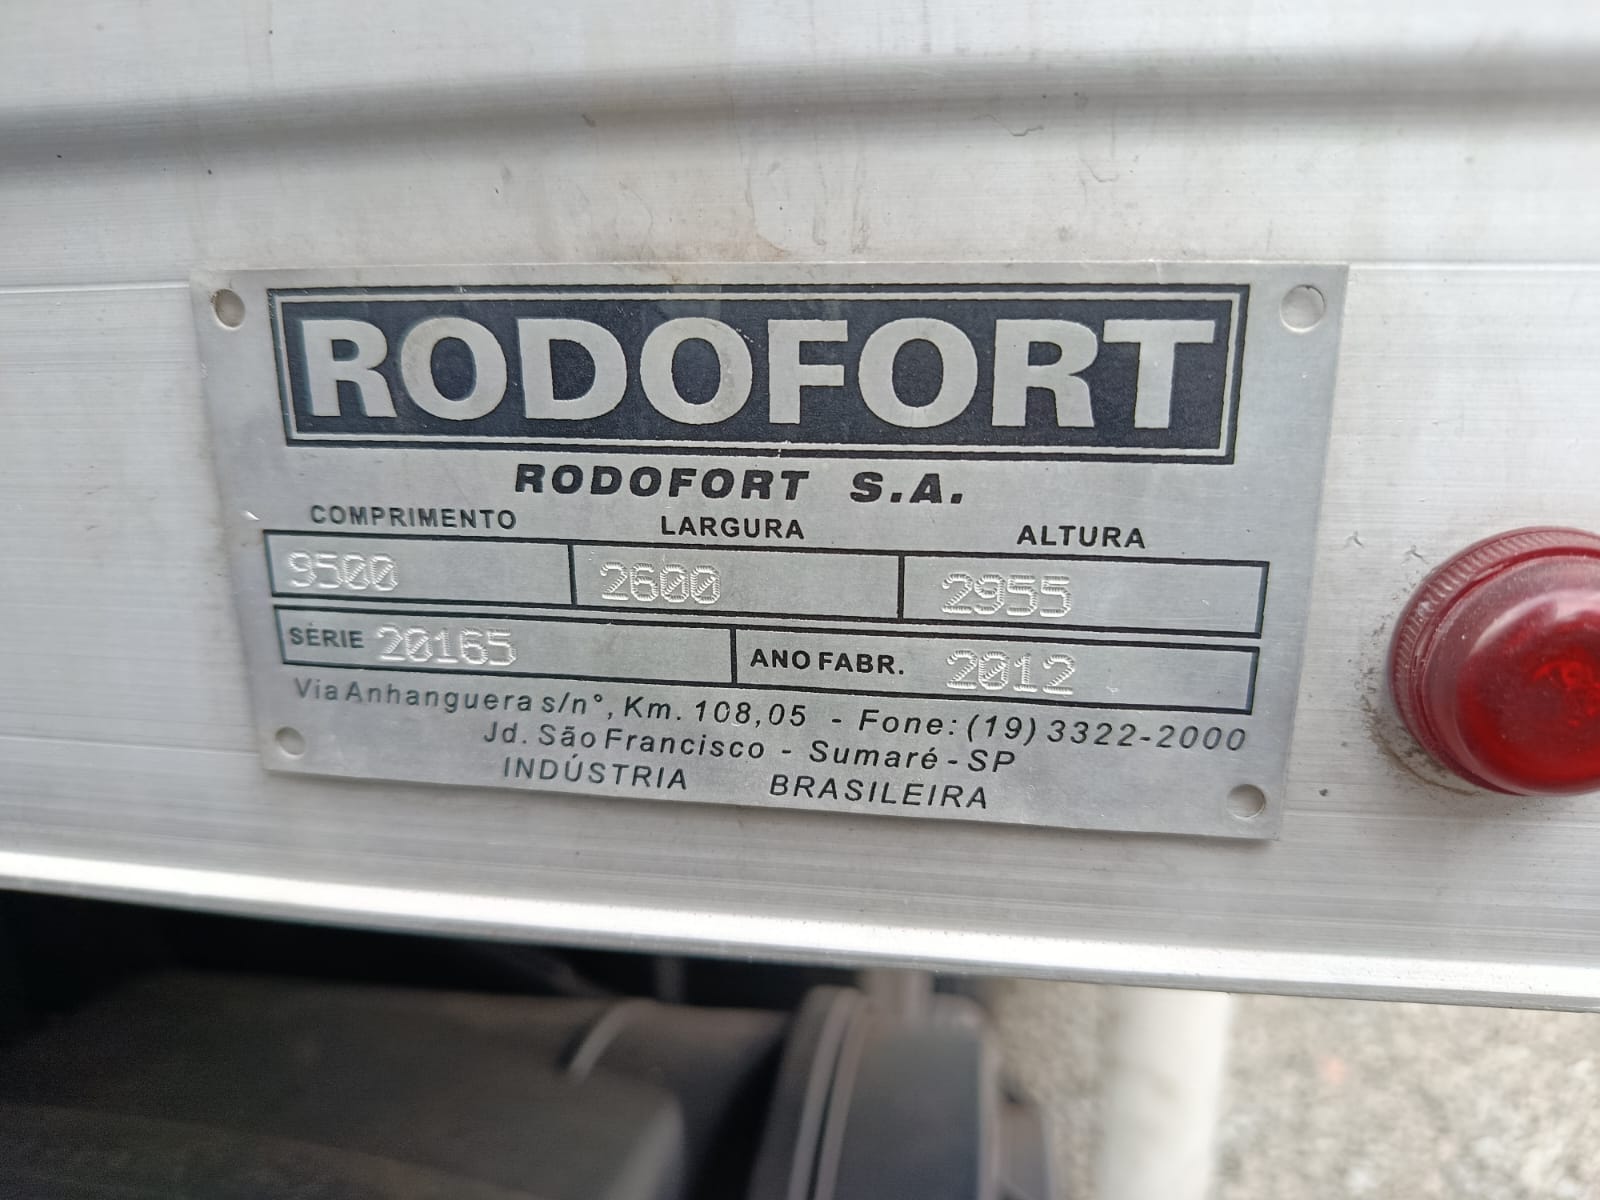 RODOFORT
RODOFORT S.A.
COMPRIMENTO LARGURA ALTURA
9500 2600 2955
SÉRIE 20165 ANO FABR. 2012
Via Anhanguera s/n°, Km. 108,05 - Fone: (19) 3322-2000
Jd. São Francisco - Sumaré - SP
INDÚSTRIA BRASILEIRA